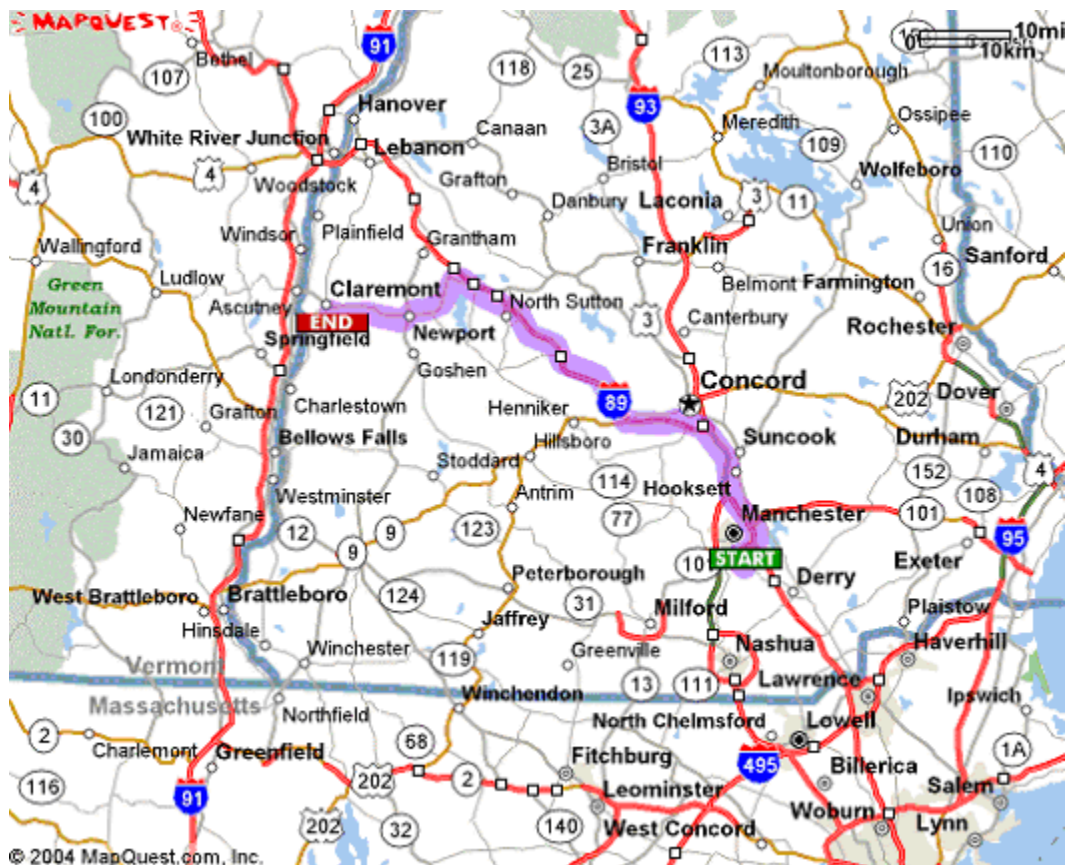 MAPQUEST
10mi
0
10km
91
93
113
118
25
107
Bethel
Moultonborough
Hanover
Ossipee
100
3A
Meredith
109
Canaan
White River Junction
Lebanon
Bristol
110
4
4
Woodstock
Grafton
Wolfeboro
3
11
Danbury
Laconia
Union
Windsor
Plainfield
Grantham
Franklin
Wallingford
Sanford
Ludlow
Claremont
Belmont
Farmington
16
Green
Mountain
Natl. For.
Ascutney
North Sutton
END
Newport
3
Canterbury
Rochester
Springfield
Goshen
Londonderry
Concord
11
89
202
Dover
121
Grafton
Charlestown
Henniker
30
Bellows Falls
Hillsboro
Suncook
Durham
Jamaica
Stoddard
152
4
114
Hooksett
108
Westminster
Antrim
Newfane
12
9
123
77
Manchester
101
95
9
START
10
Exeter
Peterborough
Derry
West Brattleboro
Brattleboro
124
31
Milford
Plaistow
Hinsdale
Jaffrey
Nashua
Haverhill
Winchester
119
Greenville
Vermont
13
111
Lawrence
Massachusetts
Winchendon
Ipswich
Northfield
North Chelmsford
Lowell
2
68
Charlemont
Greenfield
Fitchburg
495
1A
116
91
202
2
Billerica
Salem
Leominster
Woburn
202
32
140
West Concord
Lynn
© 2004 MapQuest.com, Inc.